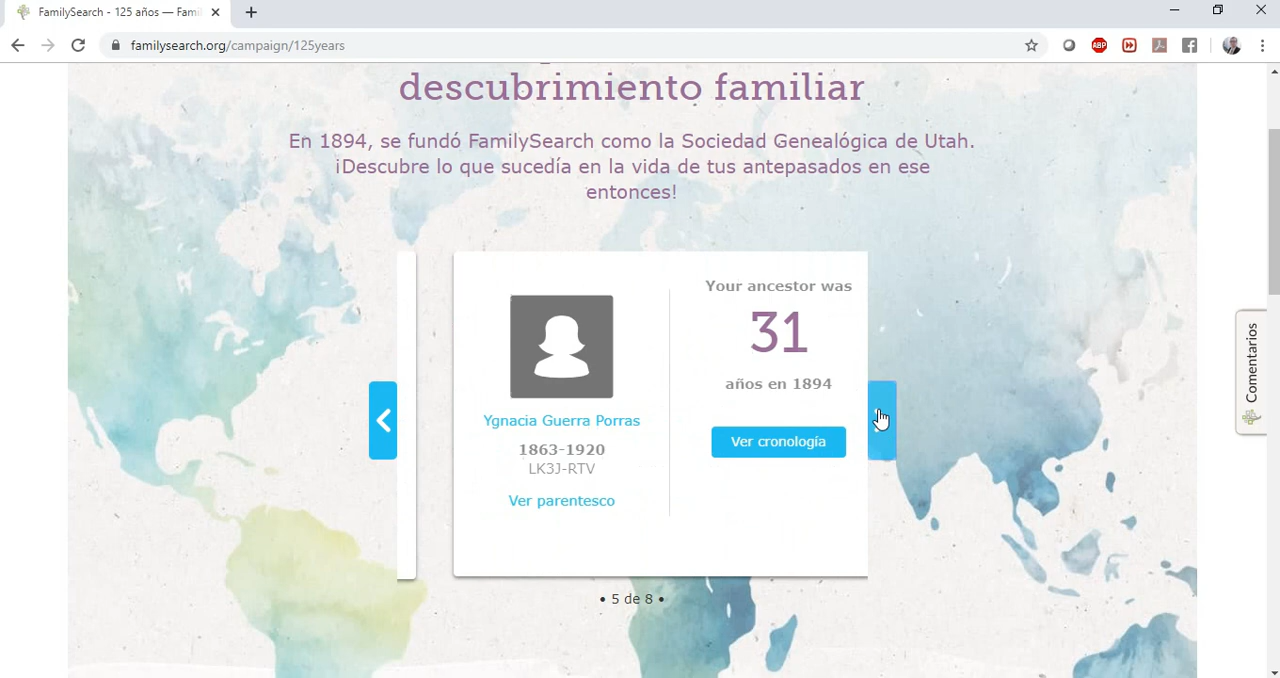 FamilySearch - 125 años — Fami
familysearch.org/campaign/125years
ABP
descubrimiento familiar
En 1894, se fundó FamilySearch como la Sociedad Genealógica de Utah.
¡Descubre lo que sucedía en la vida de tus antepasados en ese
entonces!
Ygnacia Guerra Porras
1863-1920
LK3J-RTV
Ver parentesco
Your ancestor was
31
años en 1894
Ver cronología
• 5 de 8 •
Comentarios